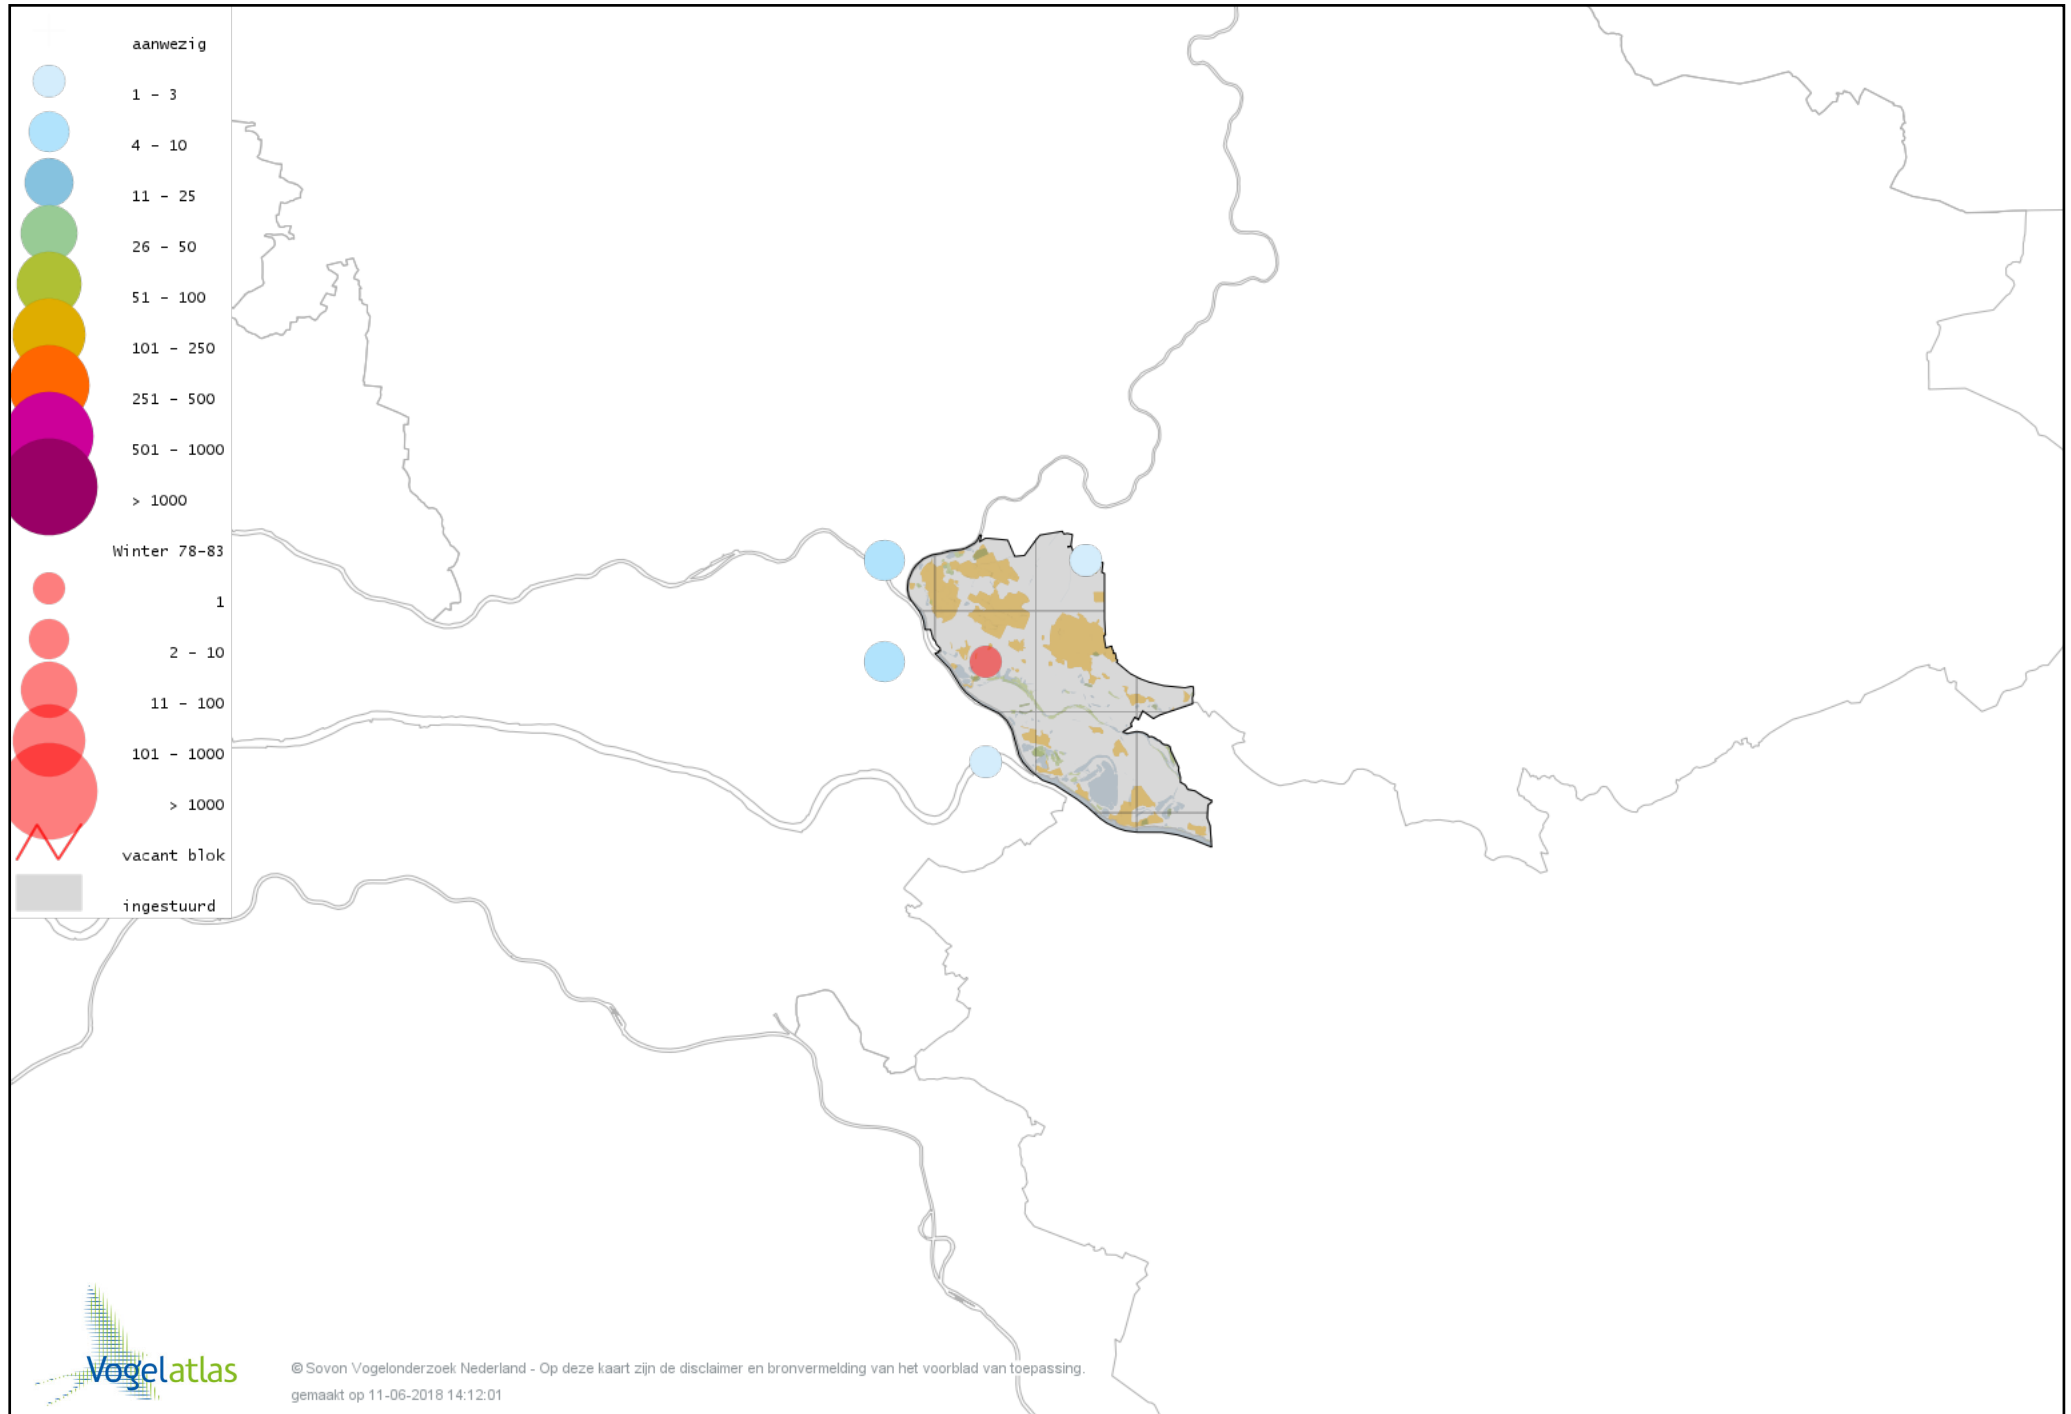 aanwezig
1 - 3
4 - 10
11 - 25
26 - 50
51 - 100
101 - 250
251 - 500
501 - 1000
> 1000
Winter 78-83
1
2 - 10
11 - 100
101 - 1000
> 1000
vacant blok
ingestuurd
Vogelatlas
© Sovon Vogelonderzoek Nederland - Op deze kaart zijn de disclaimer en bronvermelding van het voorblad van toepassing.
gemaakt op 11-06-2018 14:12:01